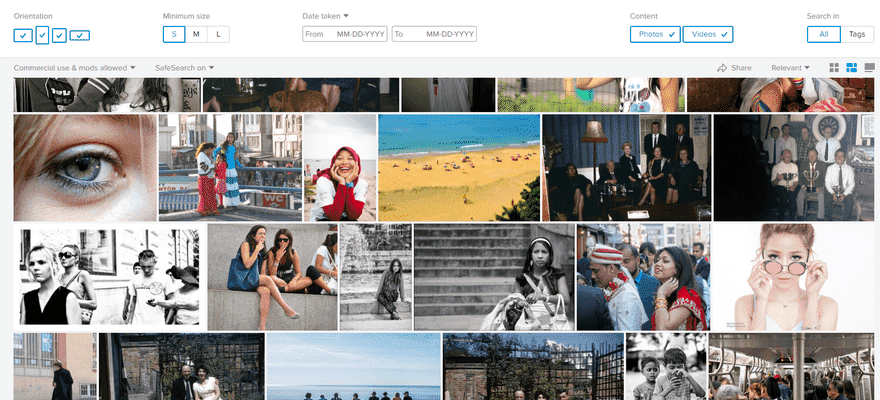 Orientation
Minimum size
S M L
Date taken
From MM-DD-YYYY To MM-DD-YYYY
Content
Photos Videos
Search in
All Tags
Commercial use & mods allowed
SafeSearch on
Share
Relevant
WC